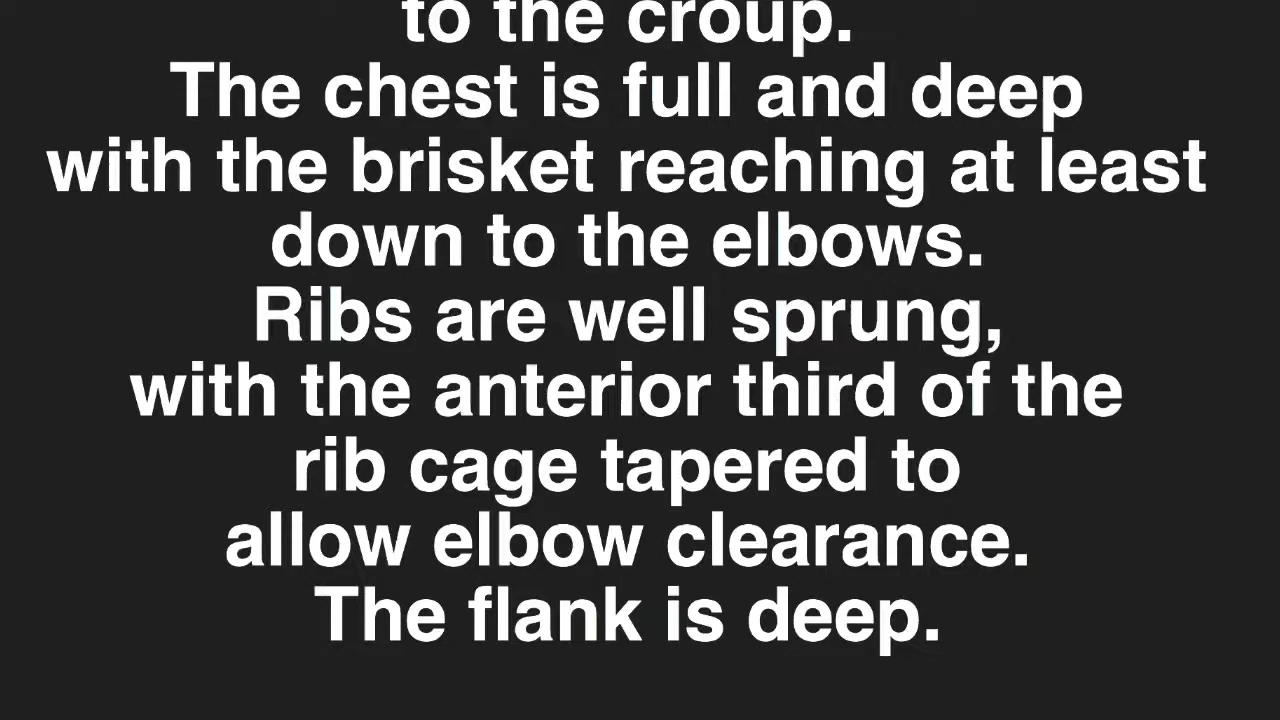 to the croup.
The chest is full and deep
with the brisket reaching at least
down to the elbows.
Ribs are well sprung,
with the anterior third of the
rib cage tapered to
allow elbow clearance.
The flank is deep.